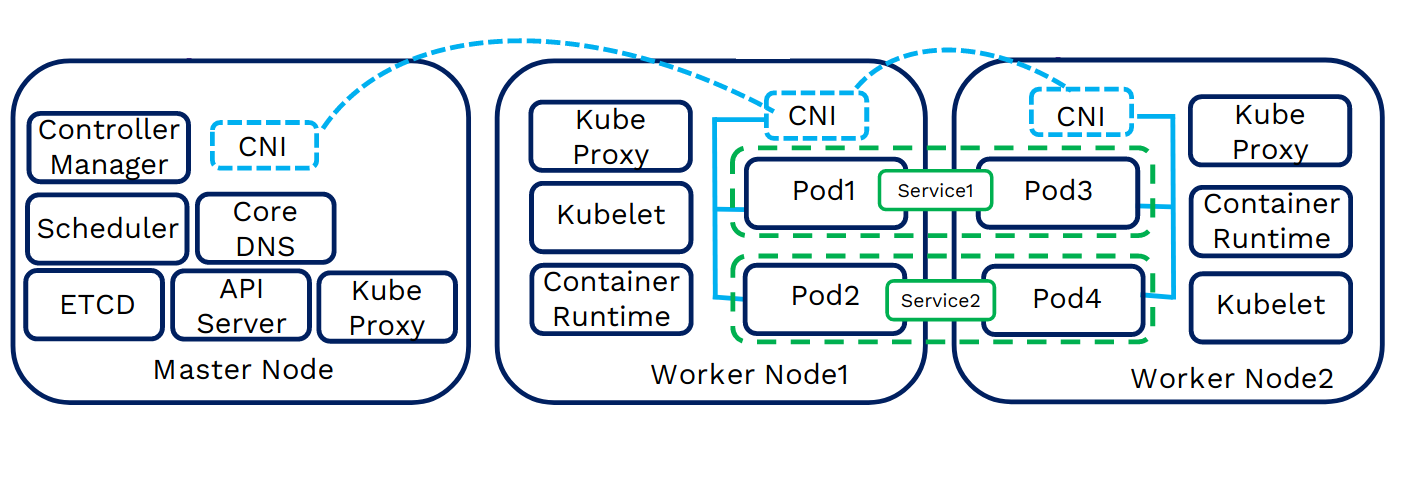 Controller
Manager
CNI
Scheduler
Core
DNS
ETCD
API
Server
Kube
Proxy
Master Node
Kube
Proxy
Kubelet
Container
Runtime
CNI
Pod1
Service1
Pod2
Service2
Worker Node1
CNI
Pod3
Pod4
Kube
Proxy
Container
Runtime
Kubelet
Worker Node2